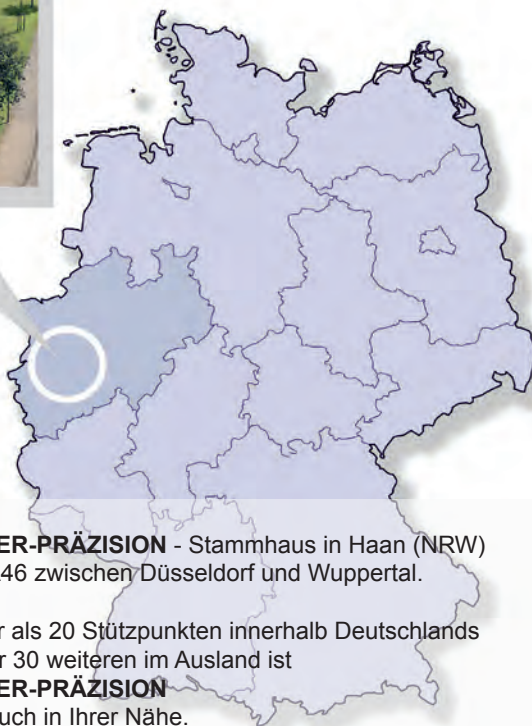 ER-PRÄZISION - Stammhaus in Haan (NRW)
46 zwischen Düsseldorf und Wuppertal.
als 20 Stützpunkten innerhalb Deutschlands
30 weiteren im Ausland ist
ER-PRÄZISION
uch in Ihrer Nähe.